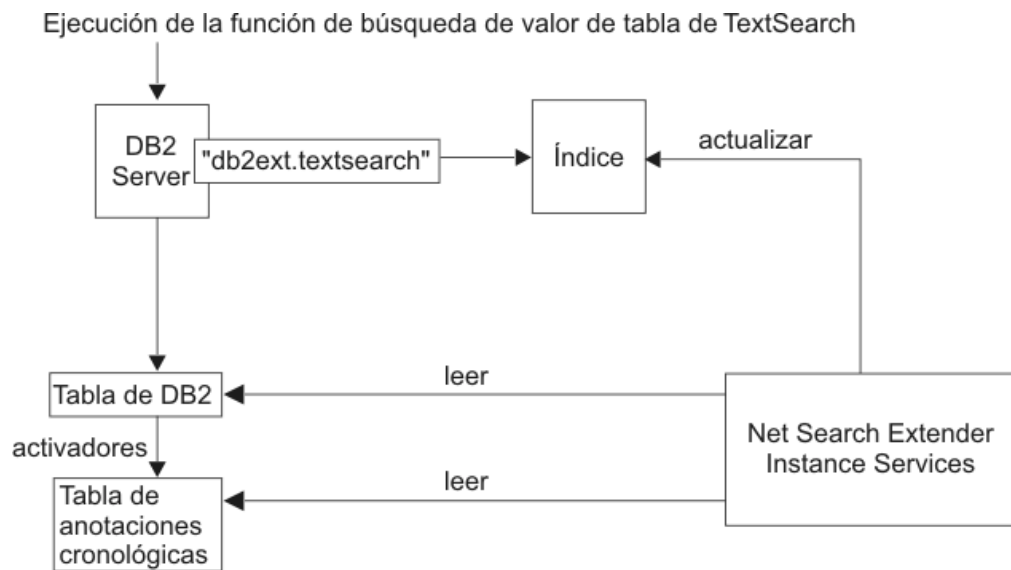 Ejecución de la función de búsqueda de valor de tabla de TextSearch
DB2
Server
"db2ext.textsearch"
Índice
actualizar
Tabla de DB2
leer
activadores
Net Search Extender
Instance Services
Tabla de
anotaciones
cronológicas
leer